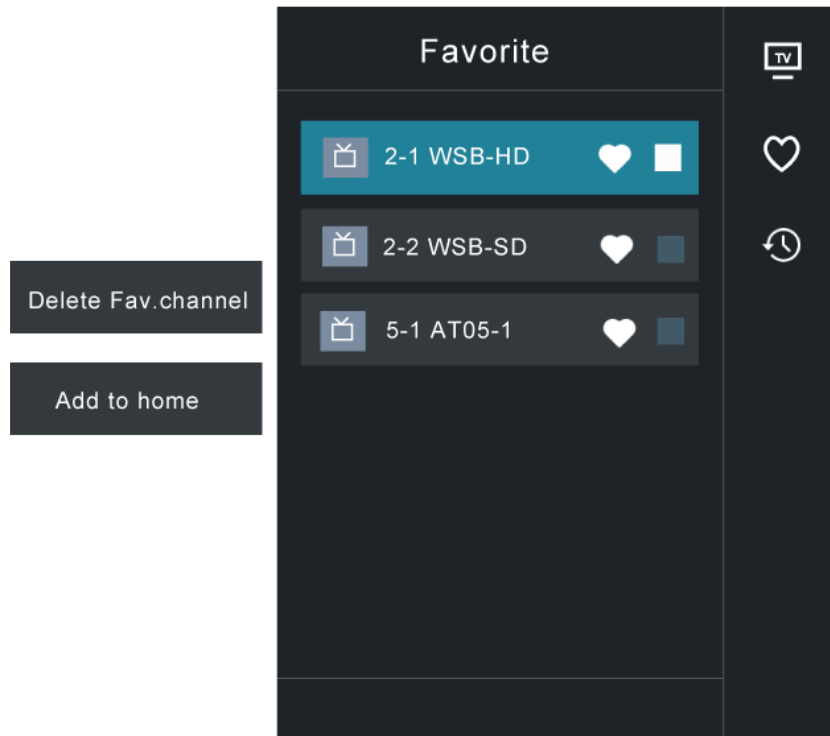 Favorite
TV
2-1 WSB-HD
2-2 WSB-SD
Delete Fav.channel
5-1 AT05-1
Add to home